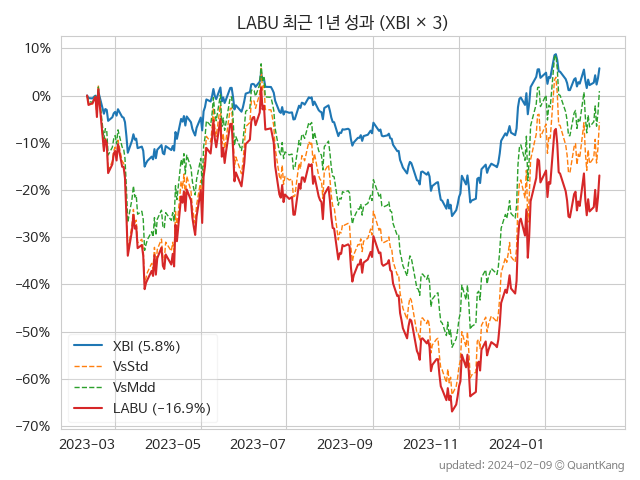 LABU 최근 1년 성과 (XBI × 3)
10%
0%
−10%
−20%
−30%
−40%
−50%
−60%
−70%
XBI (5.8%)
VsStd
VsMdd
LABU (−16.9%)
2023-03 2023-05 2023-07 2023-09 2023-11 2024-01
updated: 2024-02-09 © QuantKang